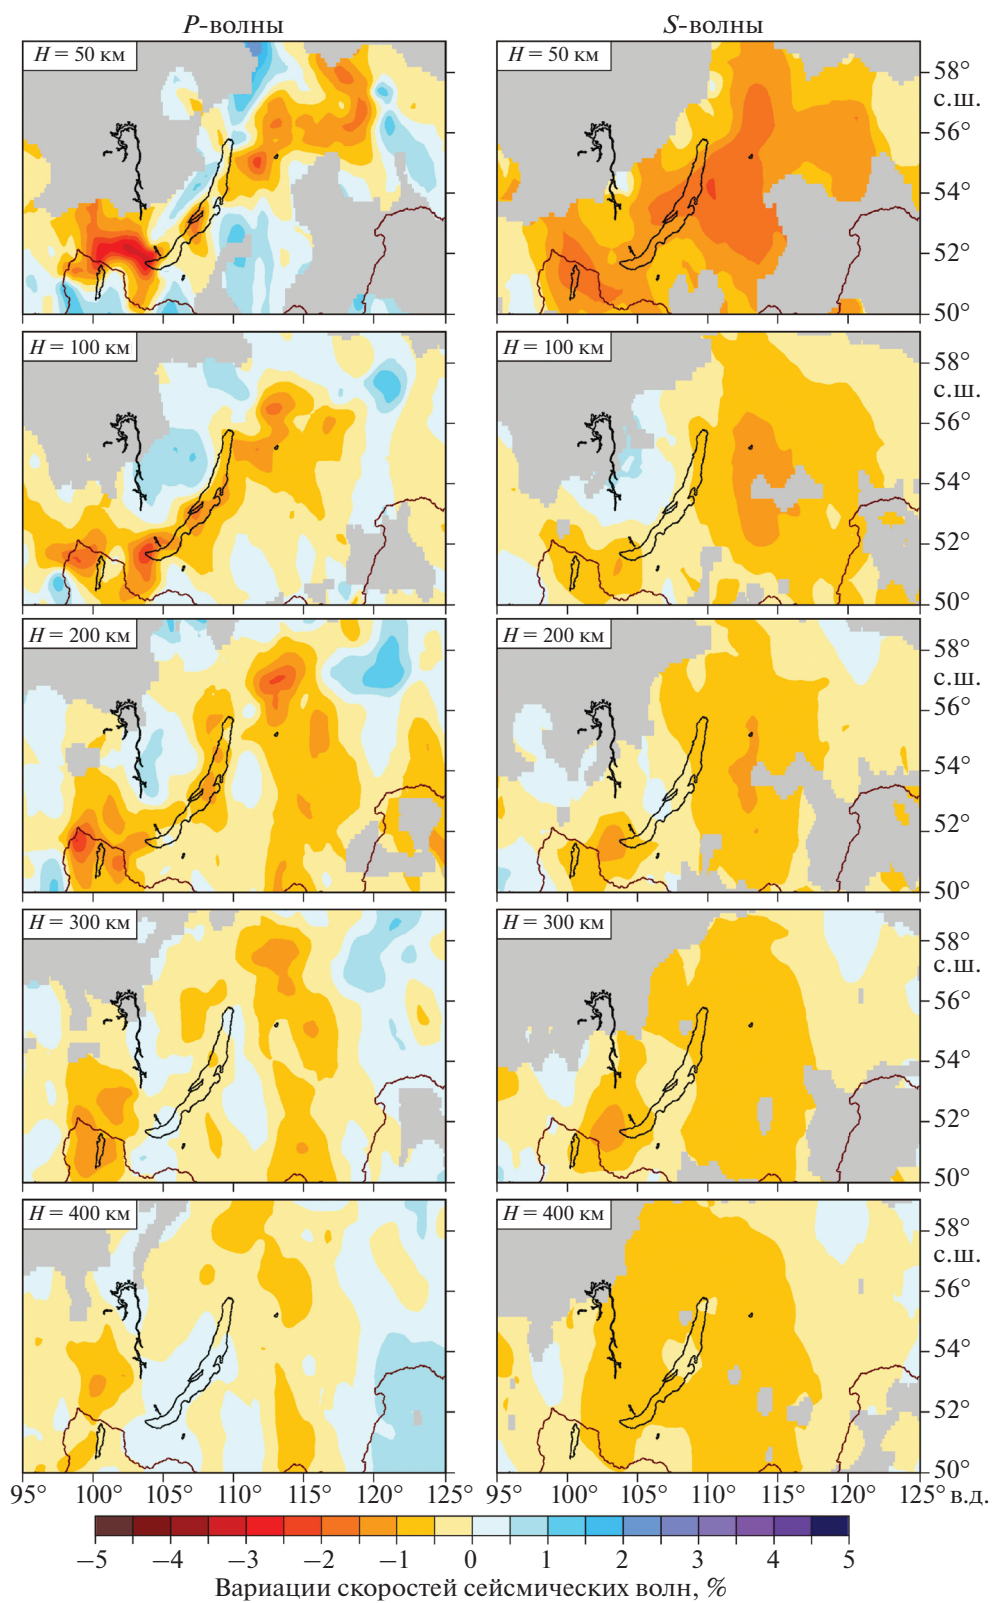 P-волны
S-волны
H = 50 км
H = 50 км
58°
с.ш.
56°
54°
52°
50°
H = 100 км
H = 100 км
58°
с.ш.
56°
54°
52°
50°
H = 200 км
H = 200 км
58°
с.ш.
56°
54°
52°
50°
H = 300 км
H = 300 км
58°
с.ш.
56°
54°
52°
50°
H = 400 км
H = 400 км
58°
с.ш.
56°
54°
52°
50°
95° 100° 105° 110° 115° 120° 125°
95° 100° 105° 110° 115° 120° 125° в.д.
−5 −4 −3 −2 −1 0 1 2 3 4 5
Вариации скоростей сейсмических волн, %